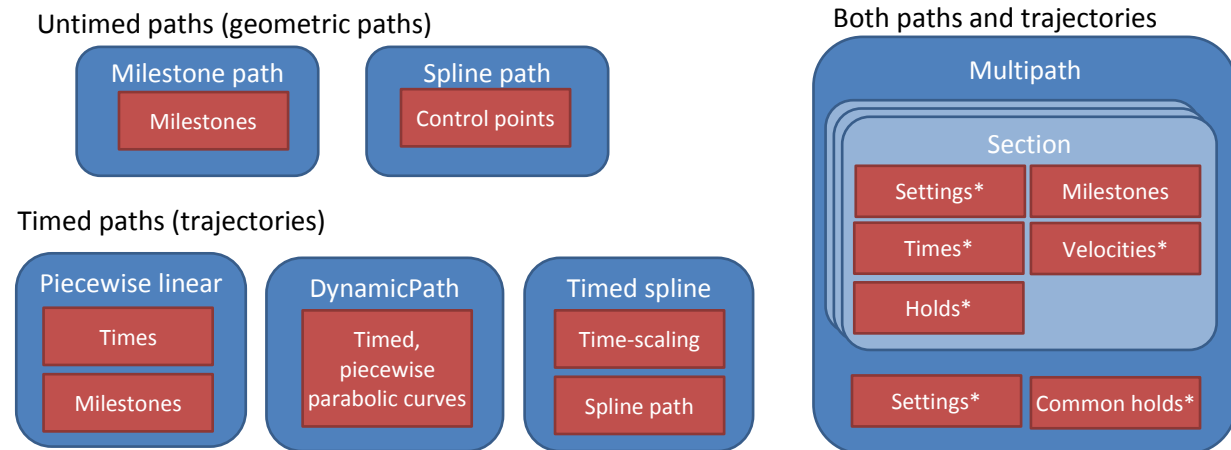 Untimed paths (geometric paths)
Milestone path
Milestones
Spline path
Control points
Timed paths (trajectories)
Piecewise linear
Times
Milestones
DynamicPath
Timed,
piecewise
parabolic curves
Timed spline
Time-scaling
Spline path
Both paths and trajectories
Multipath
Section
Settings*
Milestones
Times*
Velocities*
Holds*
Settings*
Common holds*